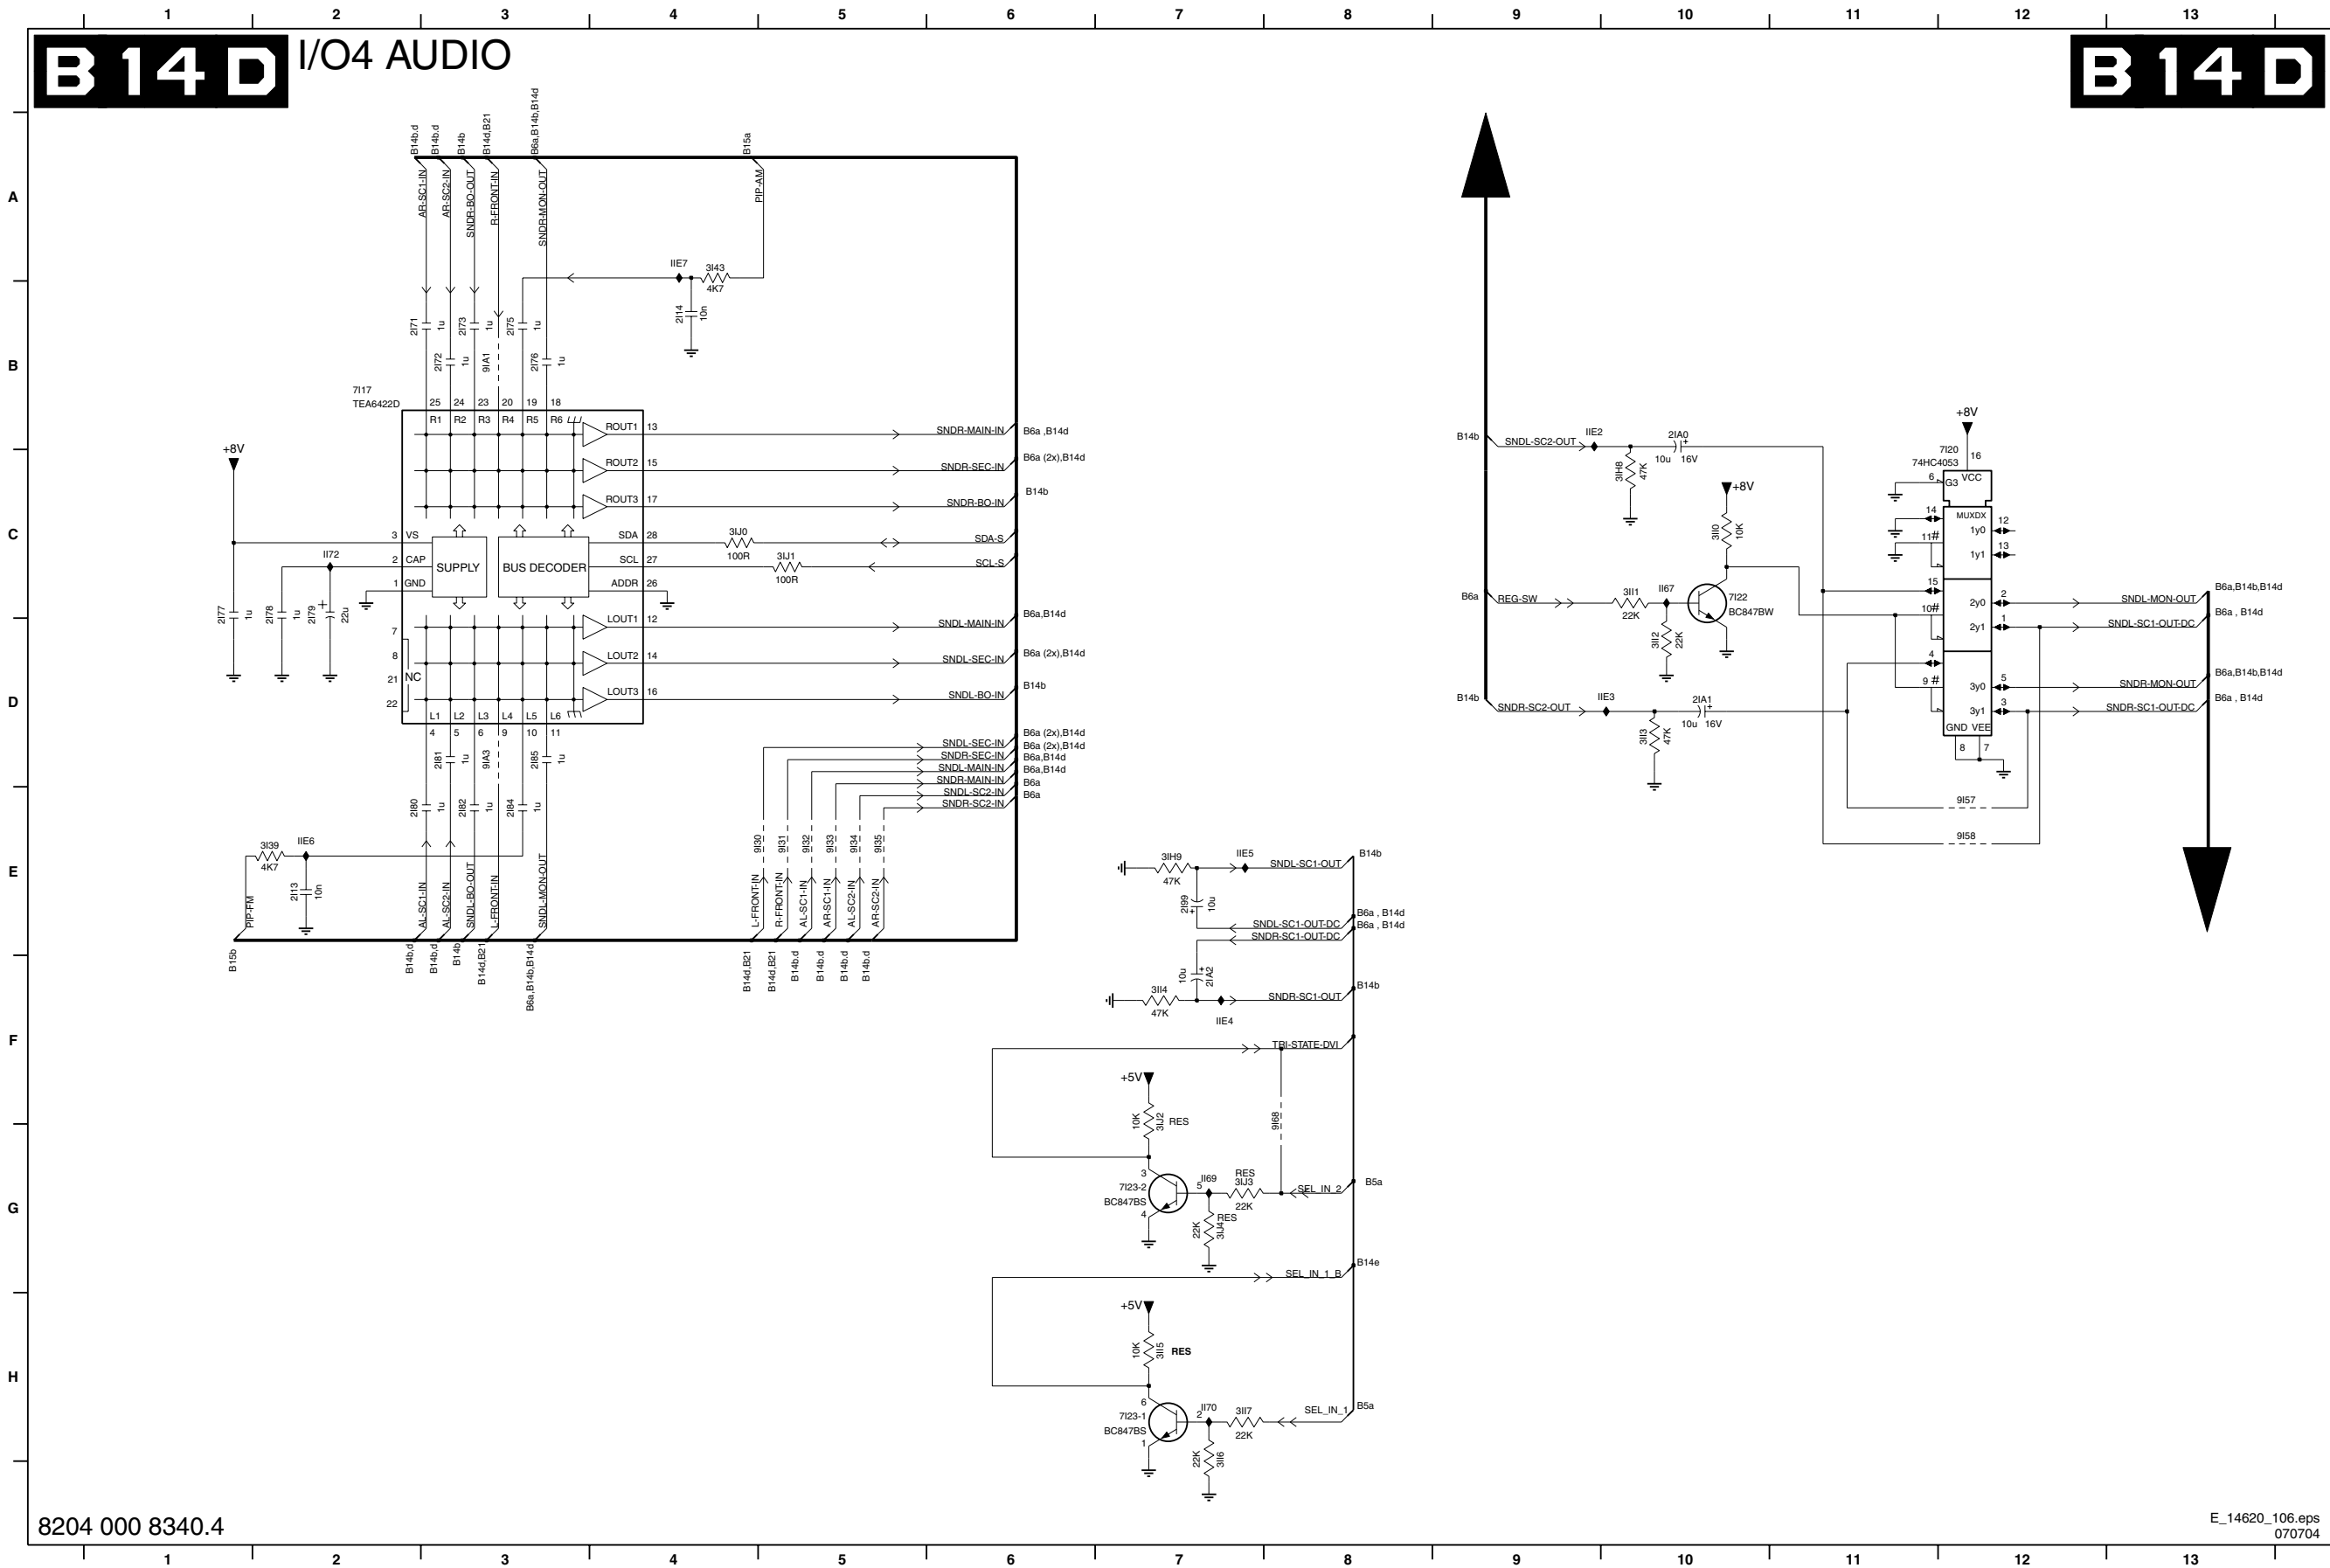 1 2 3 4 5 6 7 8 9 10 11 12 13
B 14 D I/O4 AUDIO B 14 D
A
B
C
D
E
F
G
H
B14b.d
B14b.d
B14b
B14d,B21
B6a,B14b,B14d
B15a
AR-SC1-IN
AR-SC2-IN
SNDR-BO-OUT
R-FRONT-IN
SNDR-MON-OUT
PIP-AM
IIE7
3I43
4K7
2I14
10n
2I71
1u
2I72
1u
2I73
1u
9IA1
2I75
1u
2I76
1u
7I17
TEA6422D
25 24 23 20 19 18
R1 R2 R3 R4 R5 R6
ROUT1 13 SNDR-MAIN-IN B6a ,B14d
ROUT2 15 SNDR-SEC-IN B6a (2x),B14d
ROUT3 17 SNDR-BO-IN B14b
+8V
3 VS
2 CAP
1 GND
SUPPLY
BUS DECODER
SDA 28
SCL 27
ADDR 26
3IJ0
100R
3IJ1
100R
SDA-S
SCL-S
II72
2I77
1u
2I78
1u
2I79
+
22u
7
8
21
22
NC
LOUT1 12 SNDL-MAIN-IN B6a,B14d
LOUT2 14 SNDL-SEC-IN B6a (2x),B14d
LOUT3 16 SNDL-BO-IN B14b
L1 L2 L3 L4 L5 L6
4 5 6 9 10 11
2I80
1u
2I81
1u
2I82
1u
9IA3
2I84
1u
2I85
1u
SNDL-SEC-IN B6a (2x),B14d
SNDR-SEC-IN B6a (2x),B14d
SNDL-MAIN-IN B6a,B14d
SNDR-MAIN-IN B6a,B14d
SNDL-SC2-IN B6a
SNDR-SC2-IN B6a
3I39
4K7
IIE6
2I13
10n
PIP-FM
AL-SC1-IN
AL-SC2-IN
SNDL-BO-OUT
L-FRONT-IN
SNDL-MON-OUT
9I30
9I31
9I32
9I33
9I34
9I35
L-FRONT-IN
R-FRONT-IN
AL-SC1-IN
AR-SC1-IN
AL-SC2-IN
AR-SC2-IN
B15b
B14b,d
B14b,d
B14b
B14d,B21
B6a,B14b,B14d
B14d,B21
B14d,B21
B14b.d
B14b.d
B14b.d
B14b.d
3IH9
47K
IIE5
SNDL-SC1-OUT
B14b
2I99
+
10u
SNDL-SC1-OUT-DC B6a , B14d
SNDR-SC1-OUT-DC B6a , B14d
10u
+
2IA2
3II4
47K
IIE4
SNDR-SC1-OUT
B14b
TRI-STATE-DVI
+5V
10K
3IJ2
RES
9I68
3
7I23-2
BC847BS
4
5
II69
RES
3IJ3
22K
SEL_IN_2
B5a
22K
3IJ4
RES
SEL_IN_1_B
B14e
+5V
10K
3II5
RES
6
7I23-1
BC847BS
1
2
II70
3II7
22K
SEL_IN_1
B5a
22K
3II6
B14b
SNDL-SC2-OUT
IIE2
2IA0
+
10u 16V
3IH8
47K
+8V
3II0
10K
B6a
REG-SW
3II1
22K
II67
7I22
BC847BW
3II2
22K
B14b
SNDR-SC2-OUT
IIE3
2IA1
+
10u 16V
3II3
47K
+8V
7I20
74HC4053
16
VCC
6
G3
14
MUXDX
12
1y0
11#
13
1y1
15
2
2y0
10#
1
2y1
4
5
3y0
9 #
3
3y1
GND VEE
8 7
SNDL-MON-OUT B6a,B14b,B14d
SNDL-SC1-OUT-DC B6a , B14d
SNDR-MON-OUT B6a,B14b,B14d
SNDR-SC1-OUT-DC B6a , B14d
9I57
9I58
8204 000 8340.4
E_14620_106.eps
070704
1 2 3 4 5 6 7 8 9 10 11 12 13